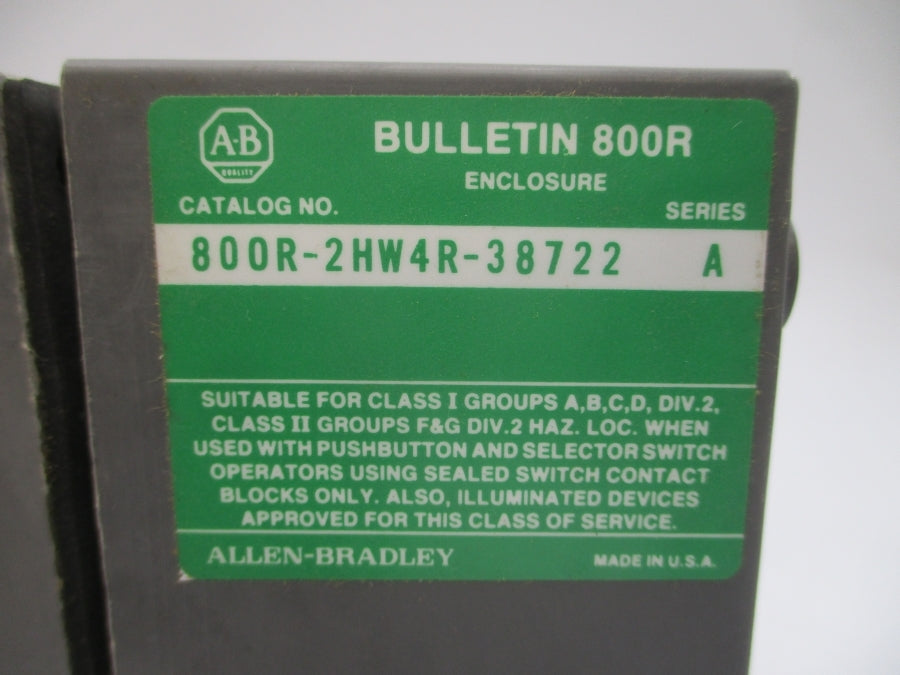 A-B
QUALITY
BULLETIN 800R
ENCLOSURE
CATALOG NO.
SERIES
800R-2HW4R-38722 A
SUITABLE FOR CLASS I GROUPS A,B,C,D, DIV.2,
CLASS II GROUPS F&G DIV.2 HAZ. LOC. WHEN
USED WITH PUSHBUTTON AND SELECTOR SWITCH
OPERATORS USING SEALED SWITCH CONTACT
BLOCKS ONLY. ALSO, ILLUMINATED DEVICES
APPROVED FOR THIS CLASS OF SERVICE.
ALLEN-BRADLEY
MADE IN U.S.A.